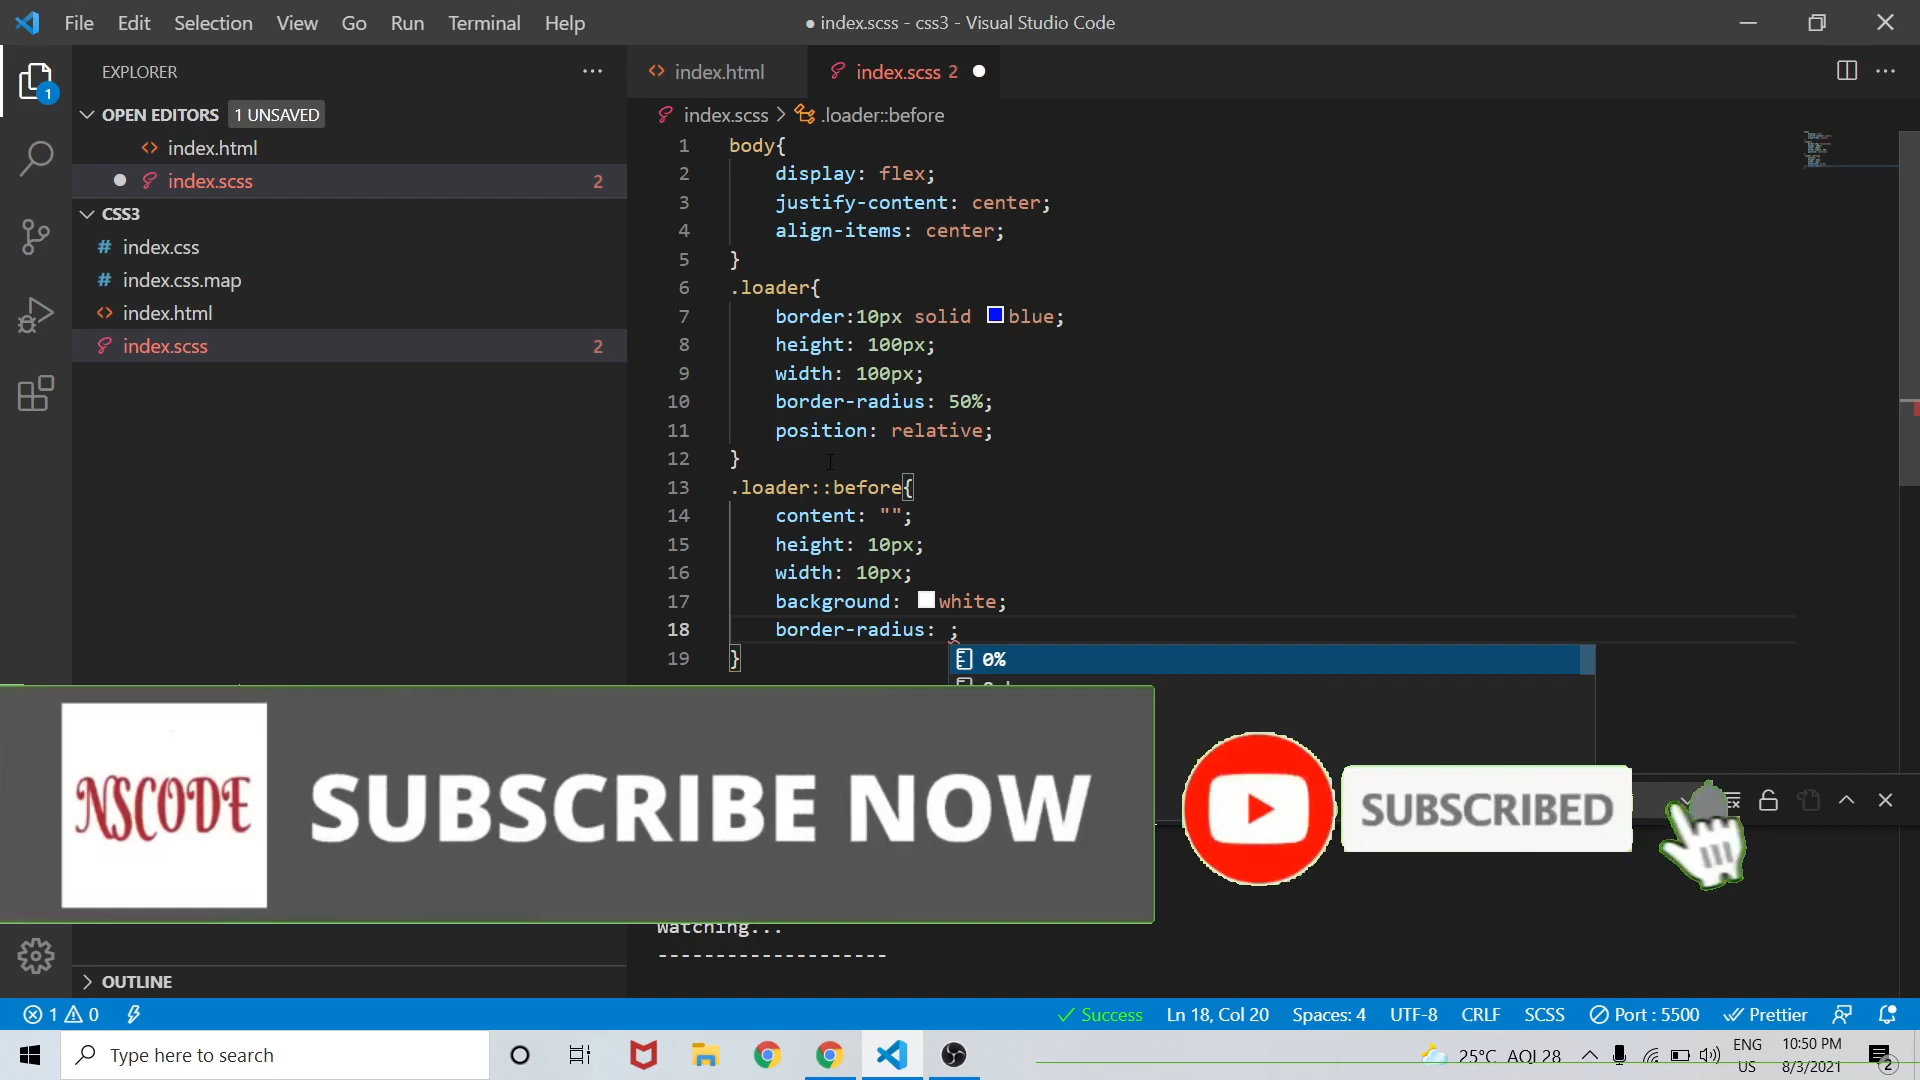 File Edit Selection View Go Run Terminal Help
● index.scss - css3 - Visual Studio Code
EXPLORER
OPEN EDITORS 1 UNSAVED
index.html
index.scss 2
CSS3
index.css
index.css.map
index.html
index.scss 2
OUTLINE
index.html index.scss 2
index.scss > .loader::before
1 body{
2 display: flex;
3 justify-content: center;
4 align-items: center;
5 }
6 .loader{
7 border:10px solid blue;
8 height: 100px;
9 width: 100px;
10 border-radius: 50%;
11 position: relative;
12 }
13 .loader::before{
14 content: "";
15 height: 10px;
16 width: 10px;
17 background: white;
18 border-radius: ;
19 }
0%
NSCODE
SUBSCRIBE NOW
SUBSCRIBED
Watching...
--------------------
1 0 Success Ln 18, Col 20 Spaces: 4 UTF-8 CRLF SCSS Port : 5500 Prettier
Type here to search
25°C AQI 28
ENG
US
10:50 PM
8/3/2021
2